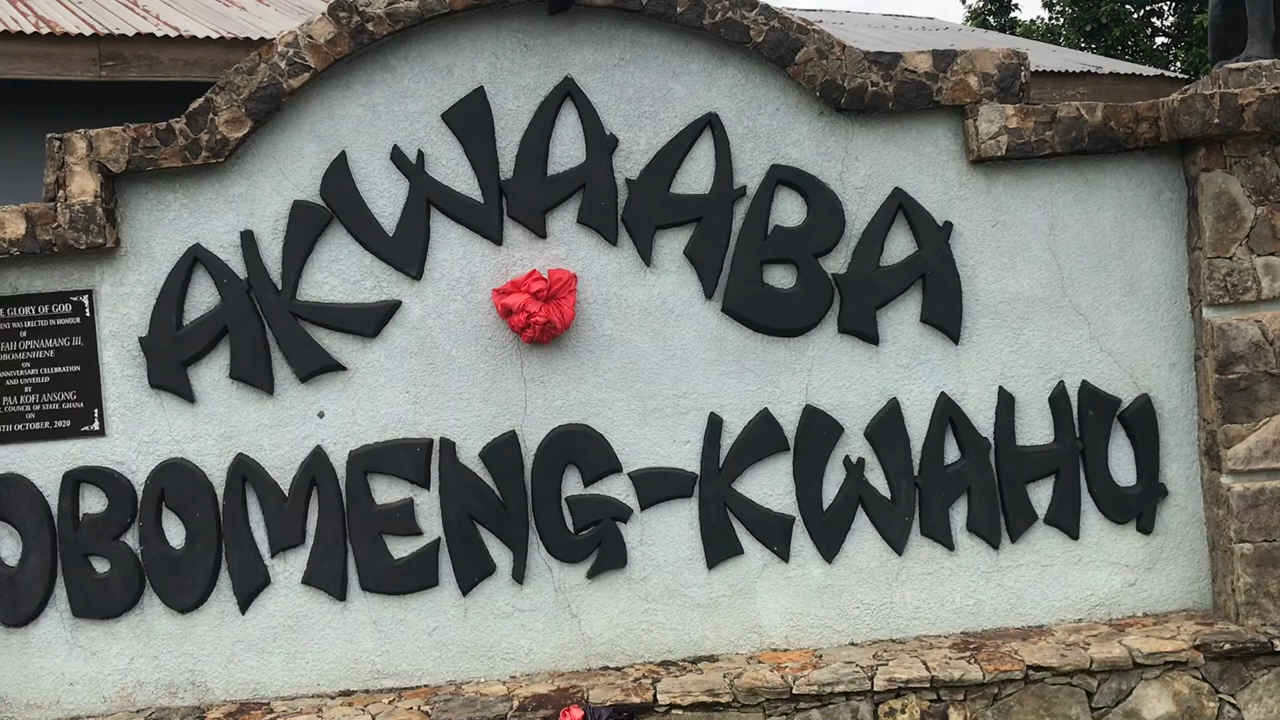 AKWAABA
OBOMENG-KWAHU
GLORY OF GOD
WAS ERECTED IN HONOUR
OF
OPINAMANG III,
OBOMENHENE
ON
ANNIVERSARY CELEBRATION
AND UNVEILED
BY
PAA KOFI ANSONG
COUNCIL OF STATE. GHANA
ON
OCTOBER, 2020